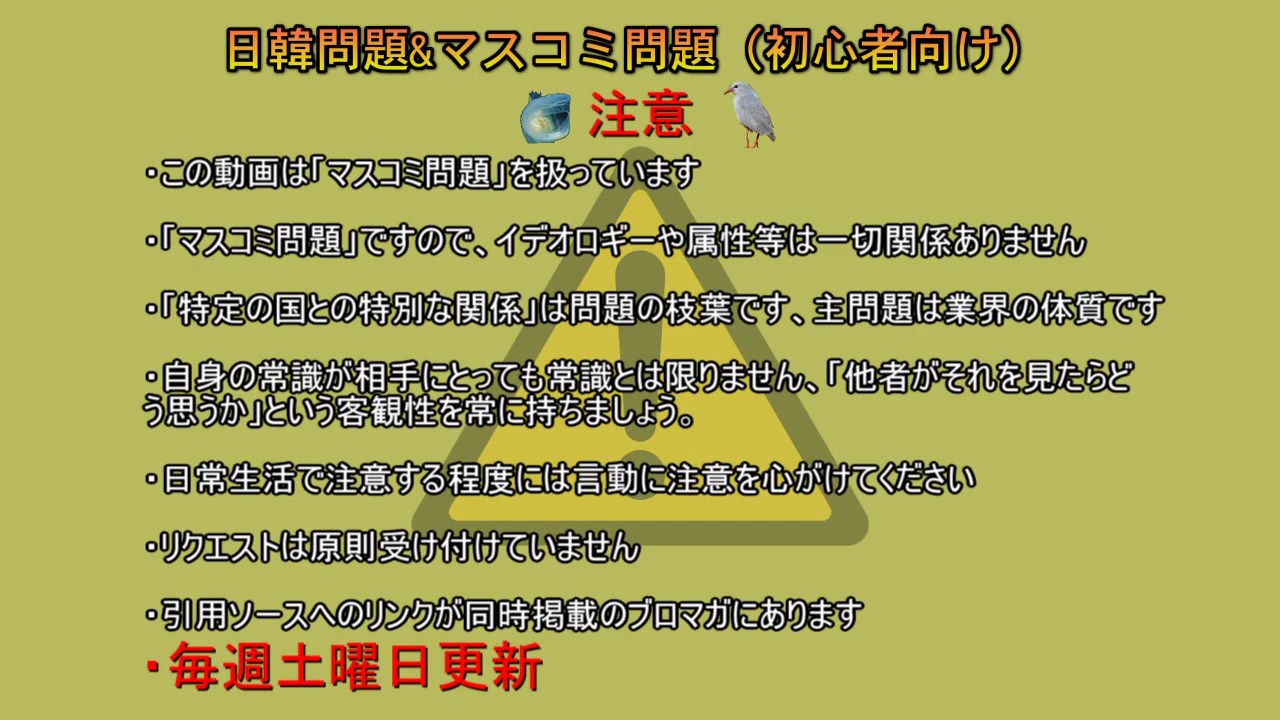 日韓問題&マスコミ問題（初心者向け）
注意
・この動画は「マスコミ問題」を扱っています
・「マスコミ問題」ですので、イデオロギーや属性等は一切関係ありません
・「特定の国との特別な関係」は問題の枝葉です、主問題は業界の体質です
・自身の常識が相手にとっても常識とは限りません、「他者がそれを見たらど
う思うか」という客観性を常に持ちましょう。
・日常生活で注意する程度には言動に注意を心がけてください
・リクエストは原則受け付けていません
・引用ソースへのリンクが同時掲載のブロマガにあります
・毎週土曜日更新